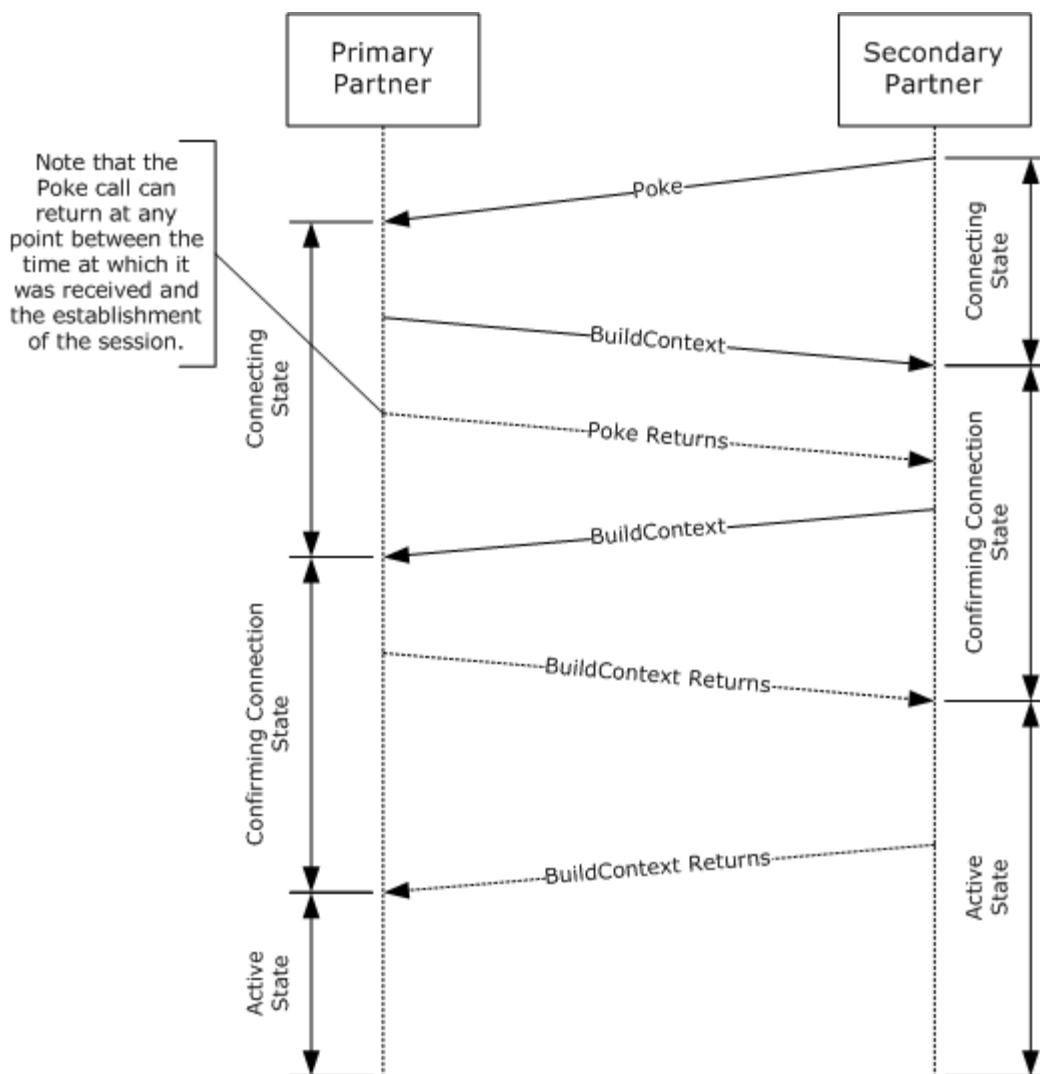 Primary
Partner
Secondary
Partner
Note that the
Poke call can
return at any
point between the
time at which it
was received and
the establishment
of the session.
Poke
Connecting
State
BuildContext
Connecting
State
Poke Returns
BuildContext
Confirming Connection
State
BuildContext Returns
Confirming Connection
State
BuildContext Returns
Active
State
Active
State